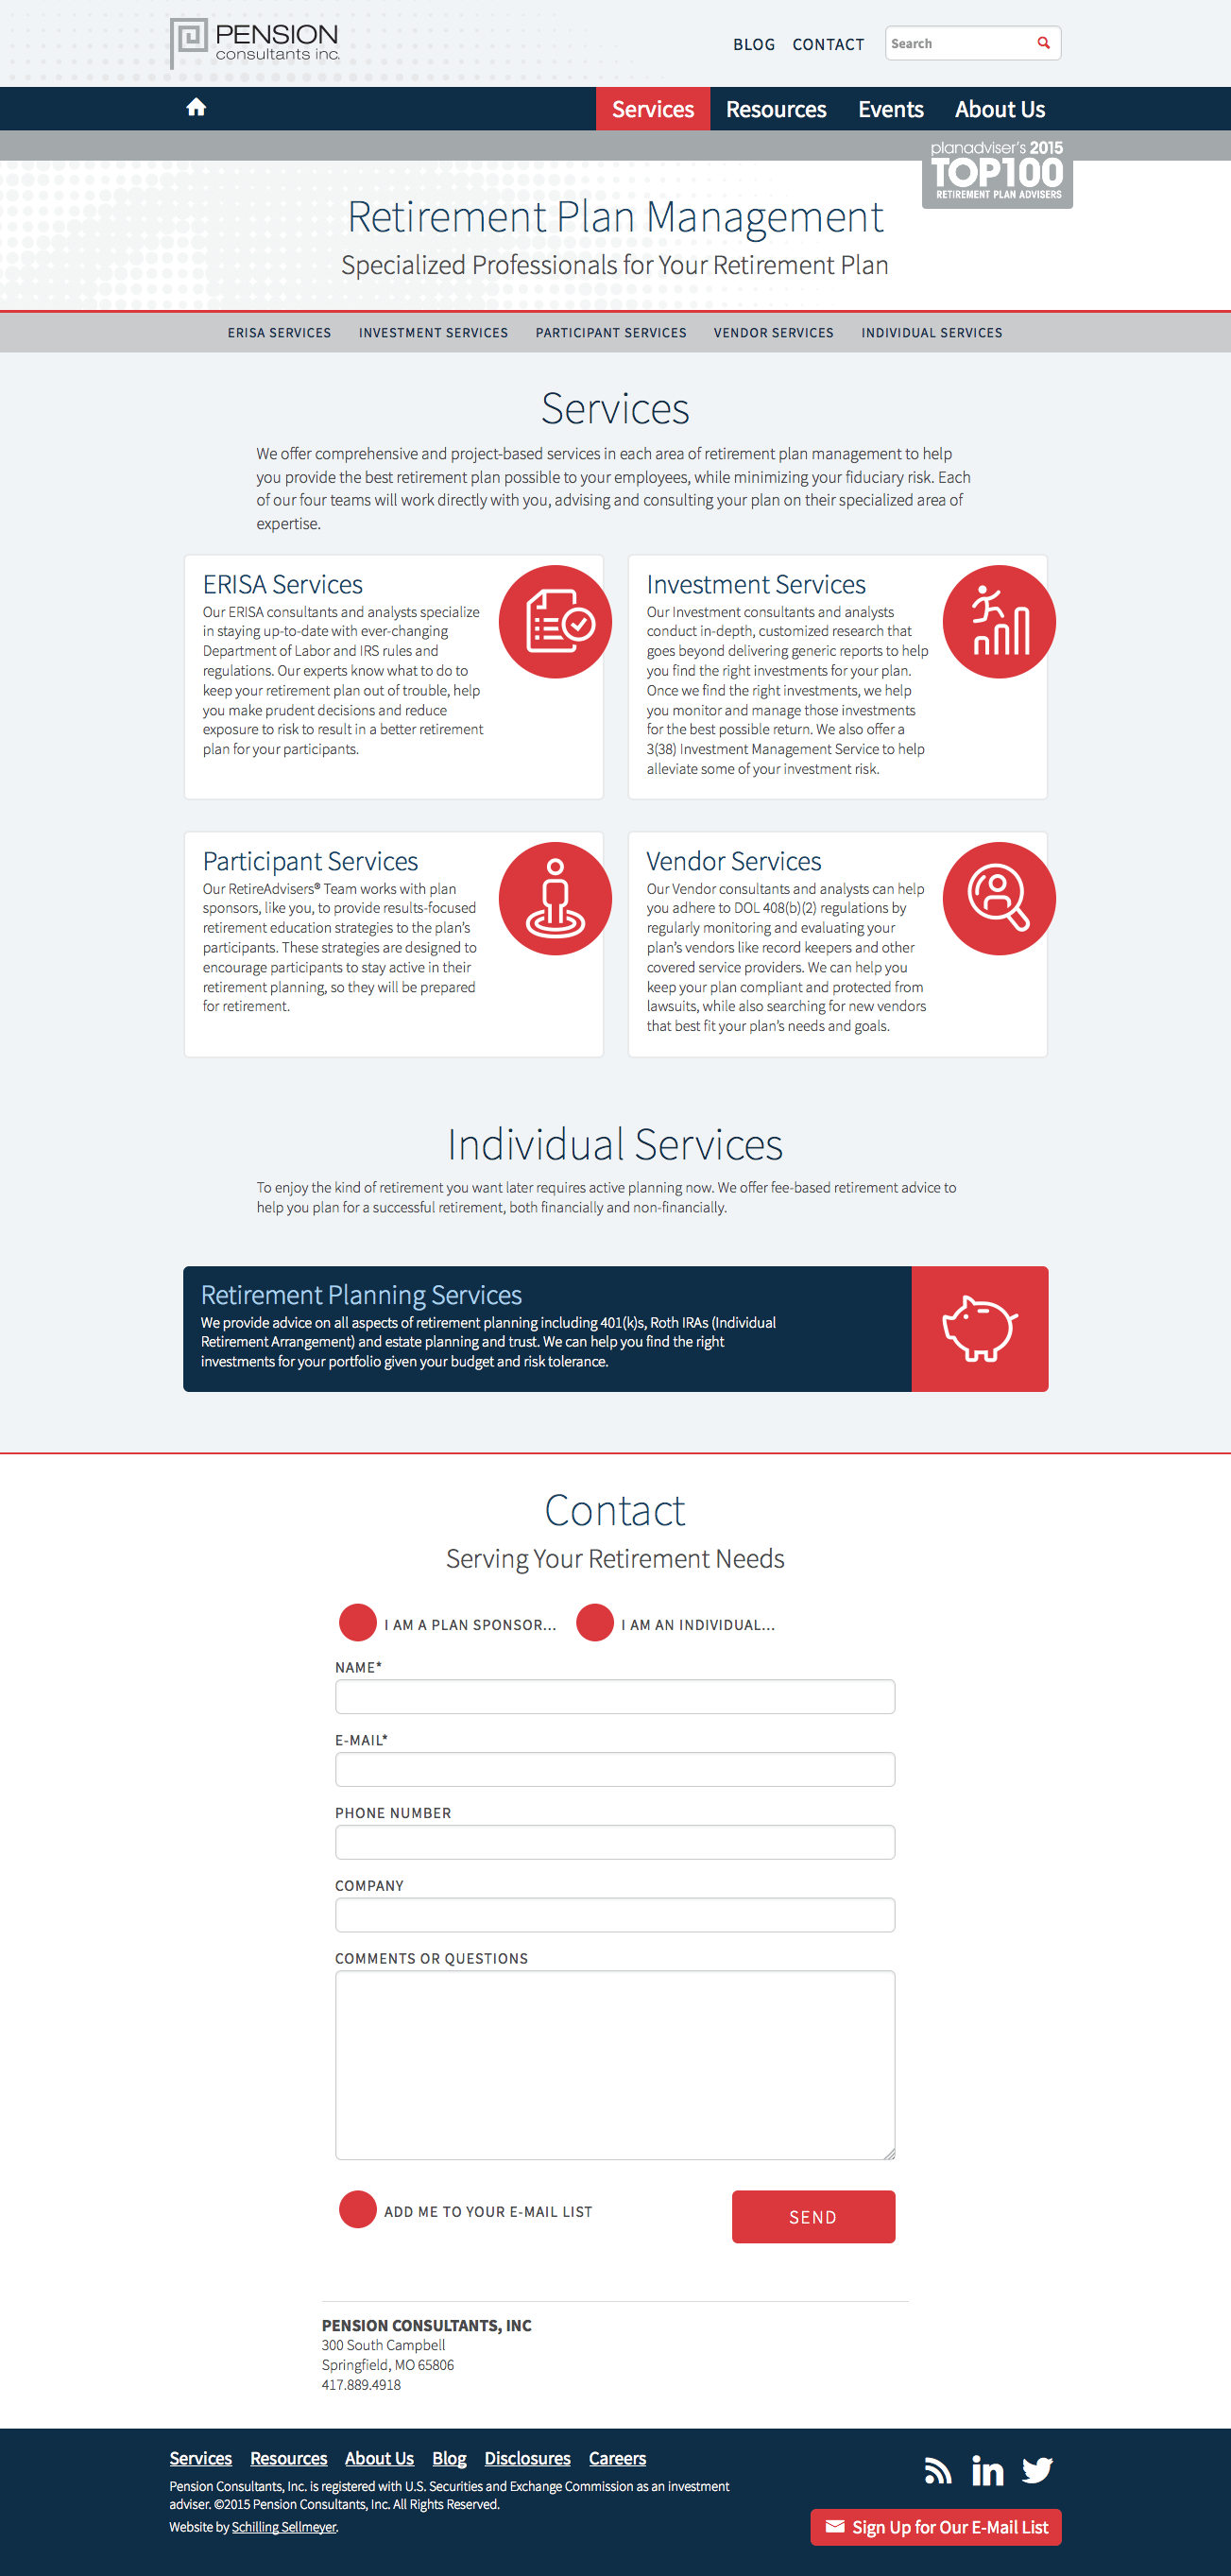 PENSION
consultants inc.
BLOG CONTACT Search
Services Resources Events About Us
planadviser's 2015
TOP100
RETIREMENT PLAN ADVISERS
Retirement Plan Management
Specialized Professionals for Your Retirement Plan
ERISA SERVICES INVESTMENT SERVICES PARTICIPANT SERVICES VENDOR SERVICES INDIVIDUAL SERVICES
Services
We offer comprehensive and project-based services in each area of retirement plan management to help
you provide the best retirement plan possible to your employees, while minimizing your fiduciary risk. Each
of our four teams will work directly with you, advising and consulting your plan on their specialized area of
expertise.
ERISA Services
Our ERISA consultants and analysts specialize
in staying up-to-date with ever-changing
Department of Labor and IRS rules and
regulations. Our experts know what to do to
keep your retirement plan out of trouble, help
you make prudent decisions and reduce
exposure to risk to result in a better retirement
plan for your participants.
Investment Services
Our Investment consultants and analysts
conduct in-depth, customized research that
goes beyond delivering generic reports to help
you find the right investments for your plan.
Once we find the right investments, we help
you monitor and manage those investments
for the best possible return. We also offer a
3(38) Investment Management Service to help
alleviate some of your investment risk.
Participant Services
Our RetireAdvisers® Team works with plan
sponsors, like you, to provide results-focused
retirement education strategies to the plan's
participants. These strategies are designed to
encourage participants to stay active in their
retirement planning, so they will be prepared
for retirement.
Vendor Services
Our Vendor consultants and analysts can help
you adhere to DOL 408(b)(2) regulations by
regularly monitoring and evaluating your
plan's vendors like record keepers and other
covered service providers. We can help you
keep your plan compliant and protected from
lawsuits, while also searching for new vendors
that best fit your plan's needs and goals.
Individual Services
To enjoy the kind of retirement you want later requires active planning now. We offer fee-based retirement advice to
help you plan for a successful retirement, both financially and non-financially.
Retirement Planning Services
We provide advice on all aspects of retirement planning including 401(k)s, Roth IRAs (Individual
Retirement Arrangement) and estate planning and trust. We can help you find the right
investments for your portfolio given your budget and risk tolerance.
Contact
Serving Your Retirement Needs
I AM A PLAN SPONSOR... I AM AN INDIVIDUAL...
NAME*
E-MAIL*
PHONE NUMBER
COMPANY
COMMENTS OR QUESTIONS
ADD ME TO YOUR E-MAIL LIST SEND
PENSION CONSULTANTS, INC
300 South Campbell
Springfield, MO 65806
417.889.4918
Services Resources About Us Blog Disclosures Careers
Pension Consultants, Inc. is registered with U.S. Securities and Exchange Commission as an investment
adviser. ©2015 Pension Consultants, Inc. All Rights Reserved.
Website by Schilling Sellmeyer.
in
Sign Up for Our E-Mail List